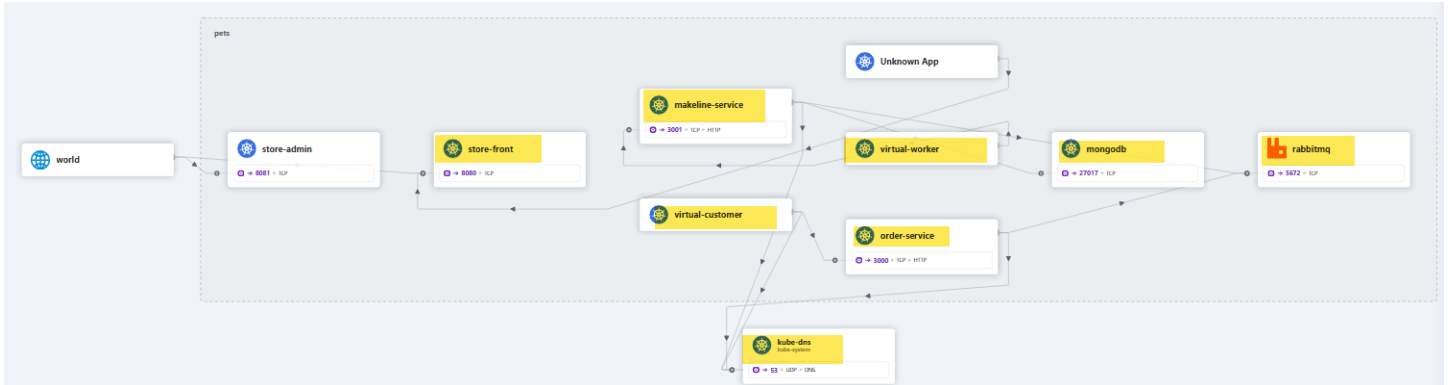 pets
Unknown App
makeline-service
→ 3001 • TCP • HTTP
world
store-admin
→ 8081 • TCP
store-front
→ 8080 • TCP
virtual-worker
mongodb
→ 27017 • TCP
rabbitmq
→ 5672 • TCP
virtual-customer
order-service
→ 3000 • TCP • HTTP
kube-dns
kube-system
→ 53 • UDP • DNS